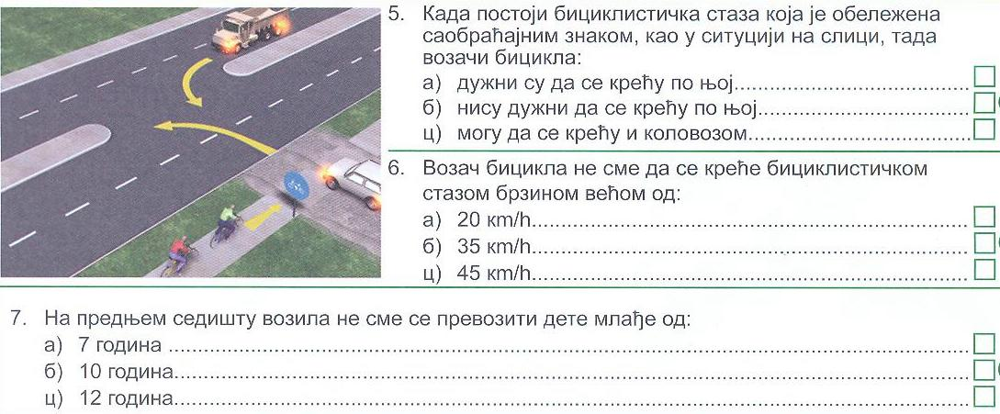 5. Када постоји бициклистичка стаза која је обележена
саобраћајним знаком, као у ситуцији на слици, тада
возачи бицикла:
а) дужни су да се крећу по њој
б) нису дужни да се крећу по њој
ц) могу да се крећу и коловозом
6. Возач бицикла не сме да се креће бициклистичком
стазом брзином већом од:
а) 20 km/h
б) 35 km/h
ц) 45 km/h
7. На предњем седишту возила не сме се превозити дете млађе од:
а) 7 година
б) 10 година
ц) 12 година